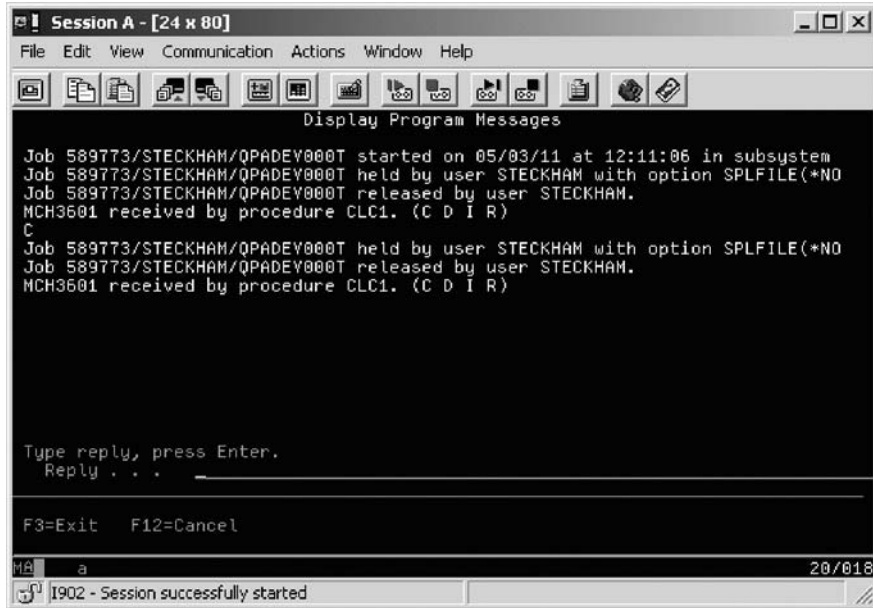 Session A - [24 x 80]
File Edit View Communication Actions Window Help
Display Program Messages
Job 589773/STECKHAM/QPADEV000T started on 05/03/11 at 12:11:06 in subsystem
Job 589773/STECKHAM/QPADEV000T held by user STECKHAM with option SPLFILE(*NO
Job 589773/STECKHAM/QPADEV000T released by user STECKHAM.
MCH3601 received by procedure CLC1. (C D I R)
C
Job 589773/STECKHAM/QPADEV000T held by user STECKHAM with option SPLFILE(*NO
Job 589773/STECKHAM/QPADEV000T released by user STECKHAM.
MCH3601 received by procedure CLC1. (C D I R)
Type reply, press Enter.
Reply . . . _
F3=Exit F12=Cancel
MA a 20/018
I902 - Session successfully started